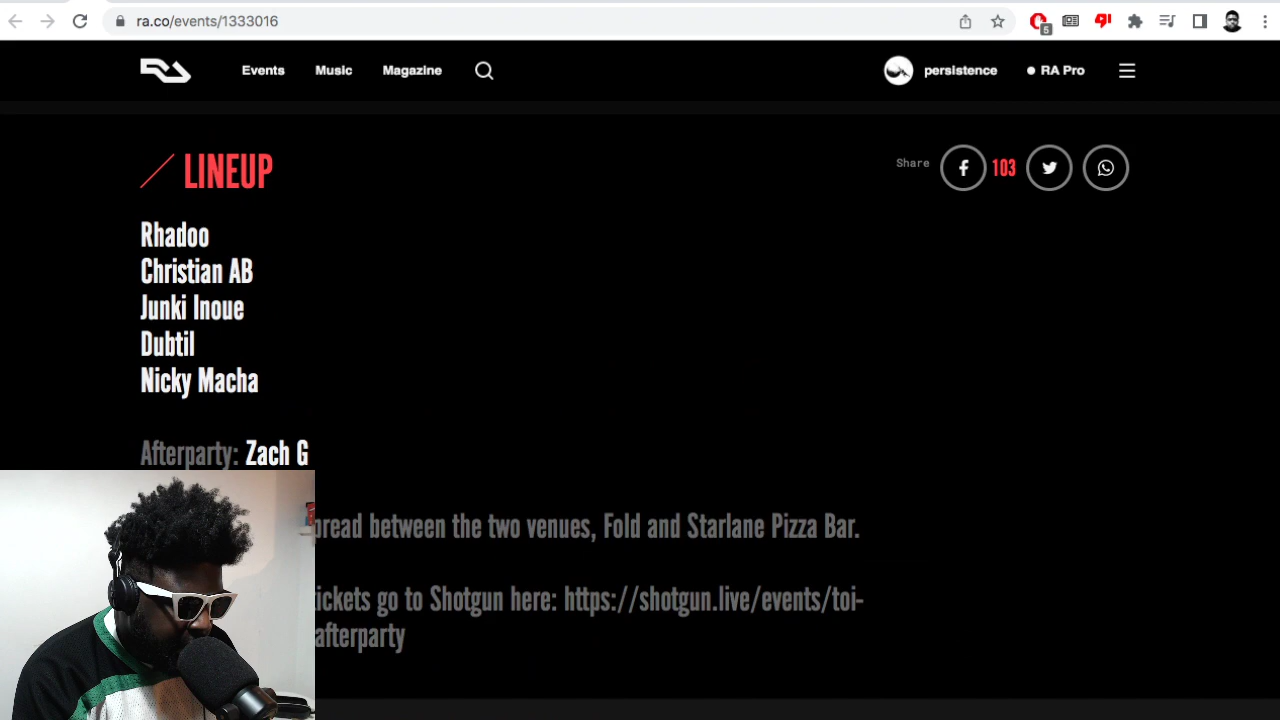 ra.co/events/1333016
5
Events Music Magazine persistence RA Pro
LINEUP
Share 103
Rhadoo
Christian AB
Junki Inoue
Dubtil
Nicky Macha
Afterparty: Zach G
between the two venues, Fold and Starlane Pizza Bar.
go to Shotgun here: https://shotgun.live/events/toi-
afterparty